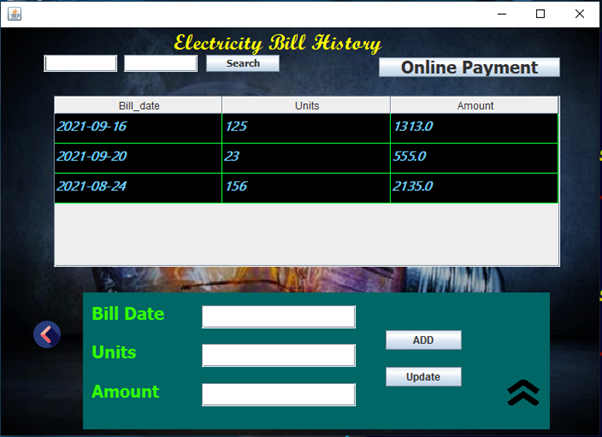 Electricity Bill History
Search
Online Payment
Bill_date Units Amount
2021-09-16 125 1313.0
2021-09-20 23 555.0
2021-08-24 156 2135.0
Bill Date
ADD
Units
Update
Amount